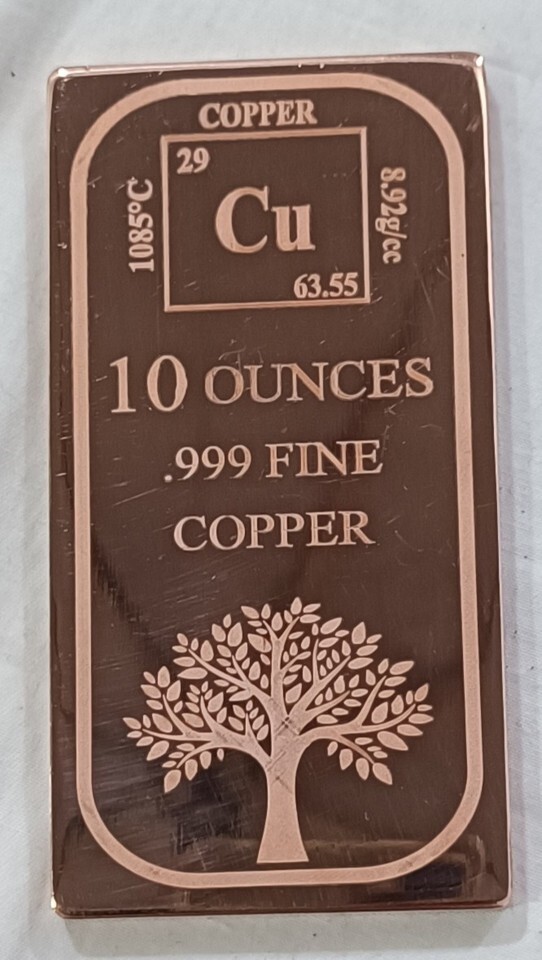 COPPER
29
1085°C
Cu
8.92g/cc
63.55
10 OUNCES
.999 FINE
COPPER